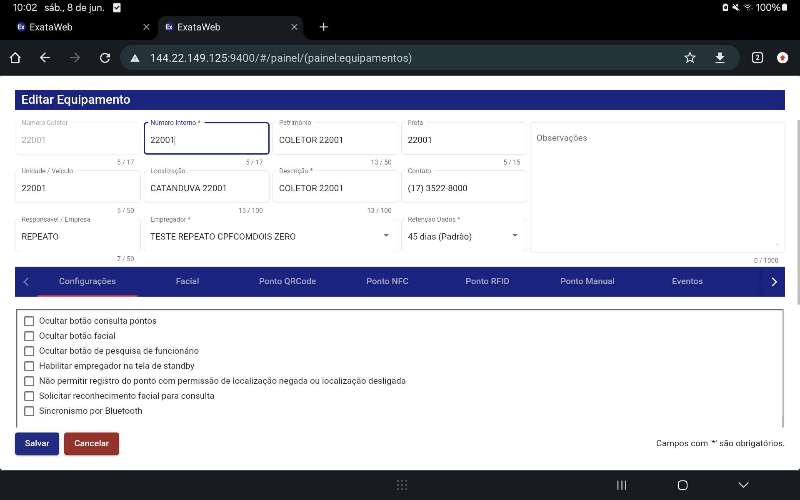 10:02 sáb., 8 de jun.
100%
ExataWeb
ExataWeb
144.22.149.125:9400/#/painel/(painel:equipamentos)
2
Editar Equipamento
Número Coletor
22001
5 / 17
Número Interno *
22001
5 / 17
Patrimônio
COLETOR 22001
13 / 50
Frota
22001
5 / 15
Observações
0 / 1000
Unidade / Veículo
22001
5 / 50
Localização
CATANDUVA 22001
15 / 100
Descrição *
COLETOR 22001
13 / 100
Contato
(17) 3522-8000
Responsável / Empresa
REPEATO
7 / 50
Empregador *
TESTE REPEATO CPFCOMDOIS ZERO
Retenção Dados *
45 dias (Padrão)
Configurações Facial Ponto QRCode Ponto NFC Ponto RFID Ponto Manual Eventos
Ocultar botão consulta pontos
Ocultar botão facial
Ocultar botão de pesquisa de funcionário
Habilitar empregador na tela de standby
Não permitir registro do ponto com permissão de localização negada ou localização desligada
Solicitar reconhecimento facial para consulta
Sincronismo por Bluetooth
Salvar Cancelar
Campos com '*' são obrigatórios.